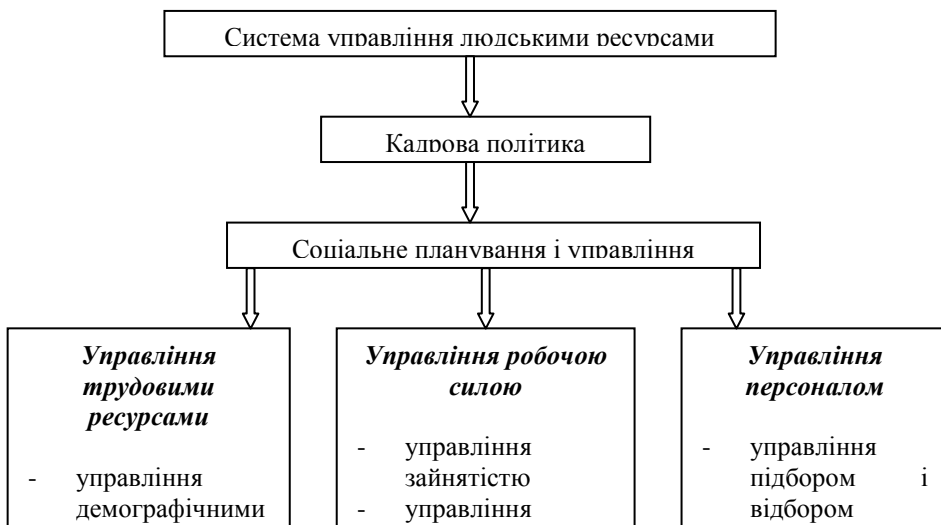 Система управління людськими ресурсами
Кадрова політика
Соціальне планування і управління
Управління
трудовими
ресурсами
- управління
демографічними
Управління робочою
силою
- управління
зайнятістю
- управління
Управління
персоналом
- управління
підбором і
відбором